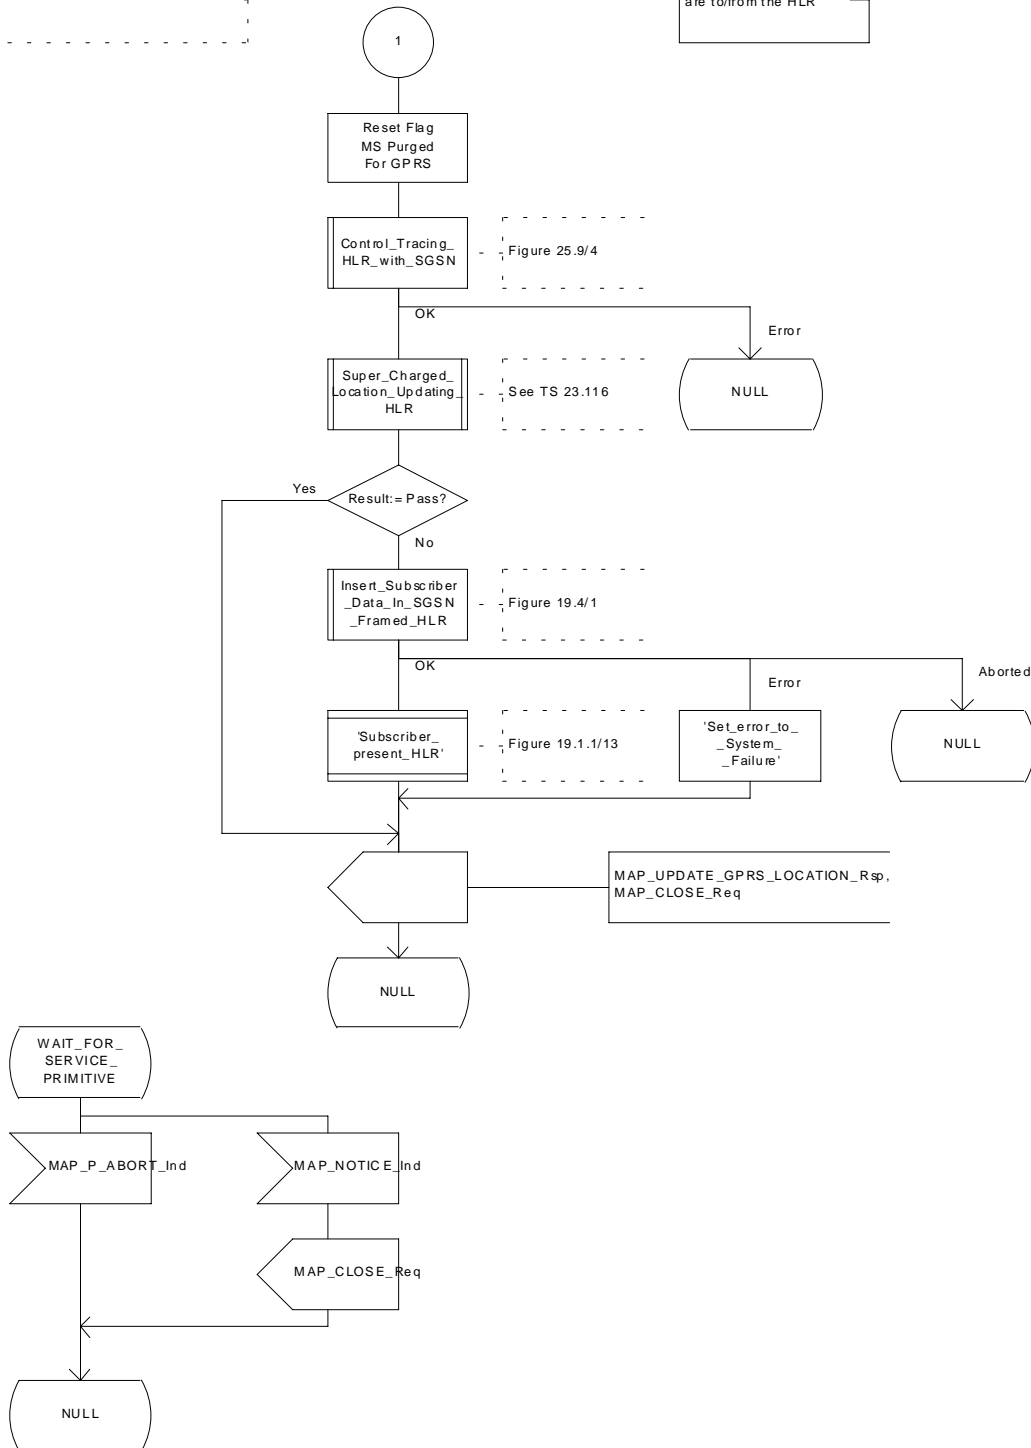 are to/from the HLR
1
Reset Flag
MS Purged
For GPRS
Control_Tracing_
HLR_with_SGSN
Figure 25.9/4
OK
Error
Super_Charged_
Location_Updating_
HLR
See TS 23.116
NULL
Yes
Result:= Pass?
No
Insert_Subscriber
_Data_In_SGSN
_Framed_HLR
Figure 19.4/1
OK
Error
Aborted
'Subscriber_
present_HLR'
Figure 19.1.1/13
'Set_error_to_
_System_
_Failure'
NULL
MAP_UPDATE_GPRS_LOCATION_Rsp,
MAP_CLOSE_Req
NULL
WAIT_FOR_
SERVICE_
PRIMITIVE
MAP_P_ABORT_Ind
MAP_NOTICE_Ind
MAP_CLOSE_Req
NULL